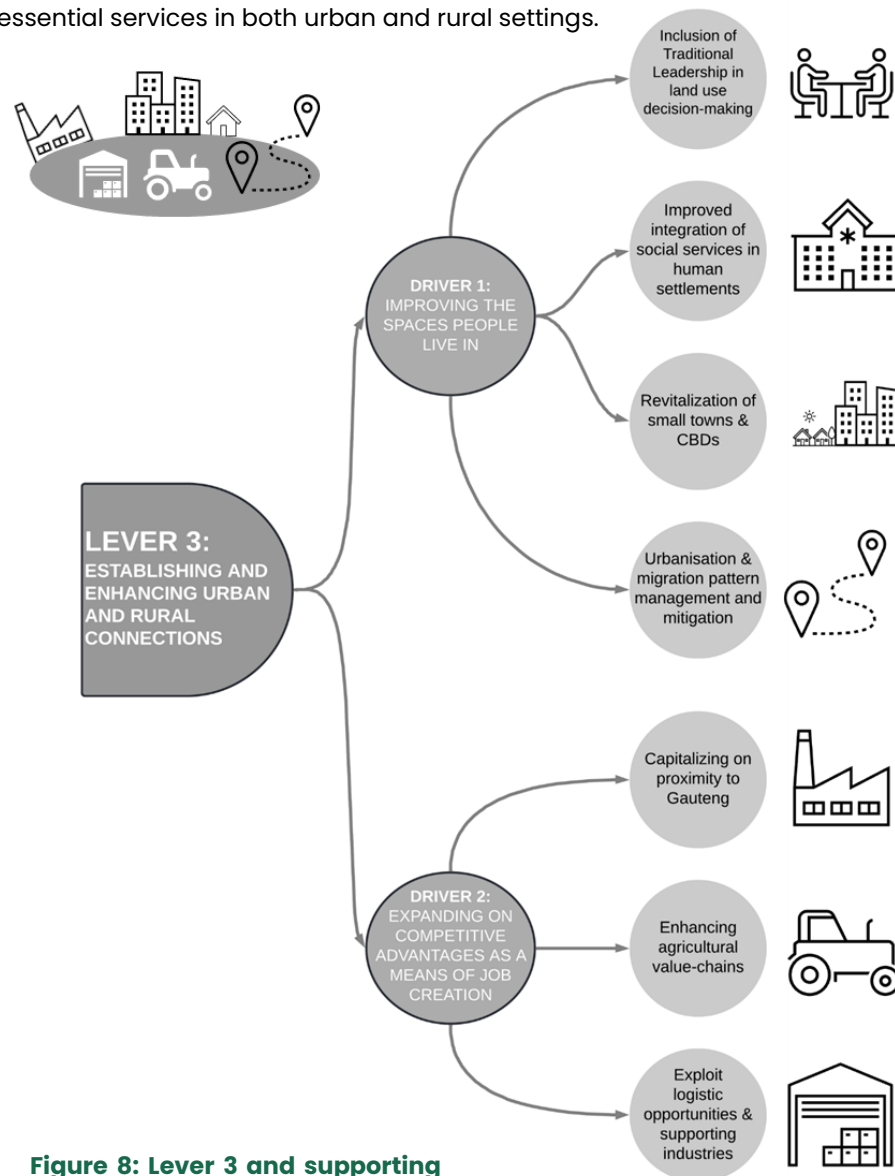 essential services in both urban and rural settings.
Inclusion of
Traditional
Leadership in
land use
decision-making
Improved
integration of
social services in
human
settlements
DRIVER 1:
IMPROVING THE
SPACES PEOPLE
LIVE IN
Revitalization of
small towns &
CBDs
LEVER 3:
ESTABLISHING AND
ENHANCING URBAN
AND RURAL
CONNECTIONS
Urbanisation &
migration pattern
management and
mitigation
Capitalizing on
proximity to
Gauteng
DRIVER 2:
EXPANDING ON
COMPETITIVE
ADVANTAGES AS A
MEANS OF JOB
CREATION
Enhancing
agricultural
value-chains
Exploit
logistic
opportunities &
supporting
industries
Figure 8: Lever 3 and supporting